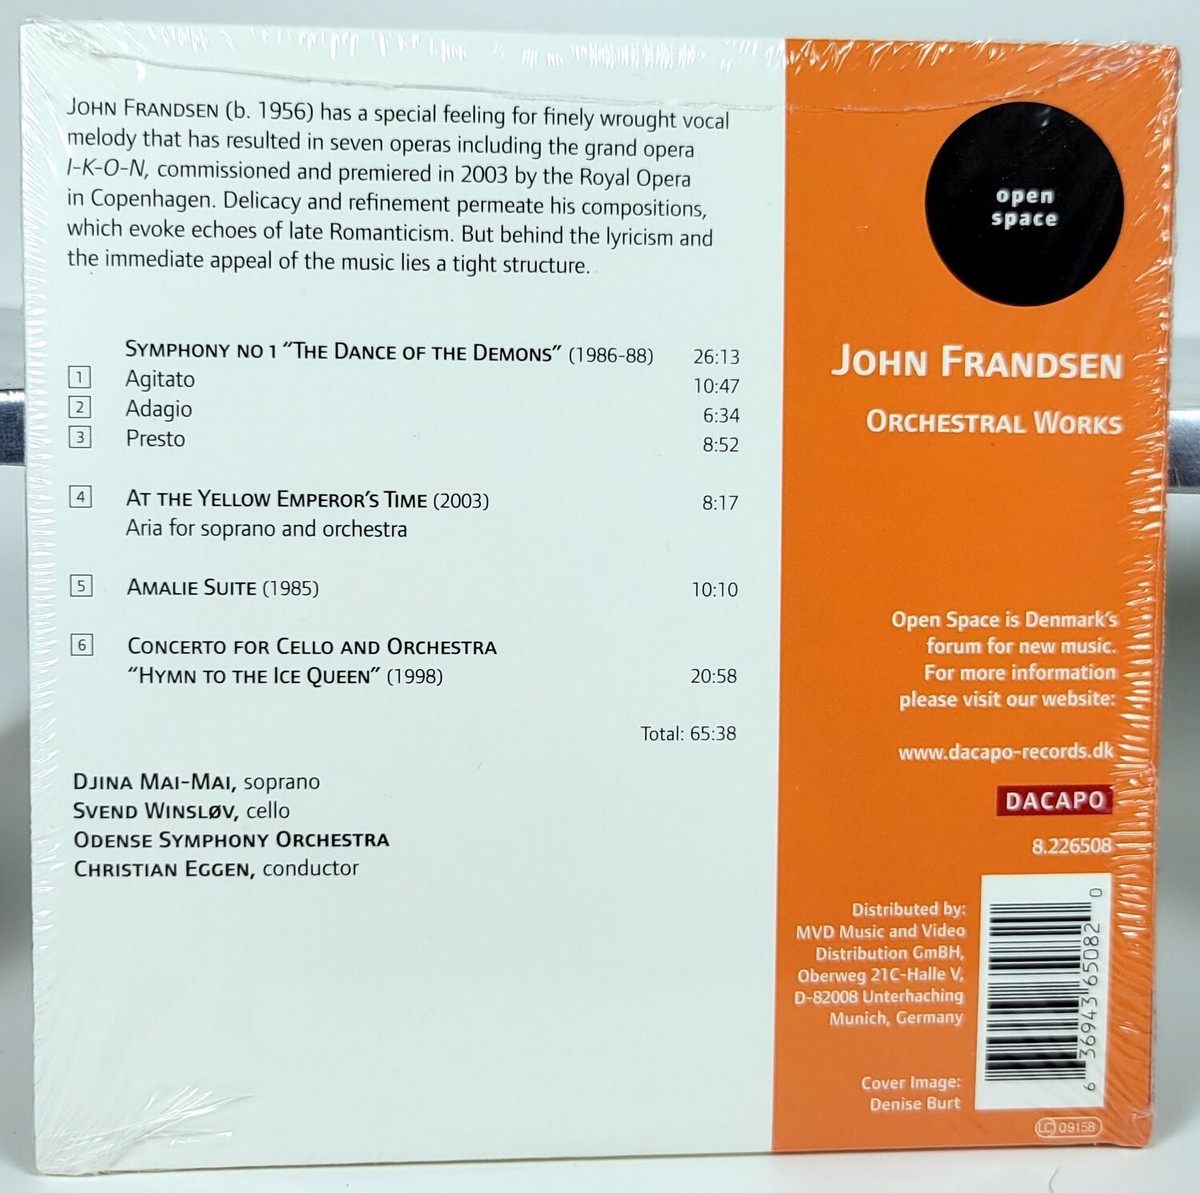 JOHN FRANDSEN (b. 1956) has a special feeling for finely wrought vocal
melody that has resulted in seven operas including the grand opera
I-K-O-N, commissioned and premiered in 2003 by the Royal Opera
in Copenhagen. Delicacy and refinement permeate his compositions,
which evoke echoes of late Romanticism. But behind the lyricism and
the immediate appeal of the music lies a tight structure.
SYMPHONY NO 1 “THE DANCE OF THE DEMONS” (1986-88) 26:13
1 Agitato 10:47
2 Adagio 6:34
3 Presto 8:52
4 AT THE YELLOW EMPEROR'S TIME (2003) 8:17
Aria for soprano and orchestra
5 AMALIE SUITE (1985) 10:10
6 CONCERTO FOR CELLO AND ORCHESTRA
“HYMN TO THE ICE QUEEN” (1998) 20:58
Total: 65:38
DJINA MAI-MAI, soprano
SVEND WINSLØV, cello
ODENSE SYMPHONY ORCHESTRA
CHRISTIAN EGGEN, conductor
open
space
JOHN FRANDSEN
ORCHESTRAL WORKS
Open Space is Denmark's
forum for new music.
For more information
please visit our website:
www.dacapo-records.dk
DACAPO
8.226508
Distributed by:
MVD Music and Video
Distribution GmBH,
Oberweg 21C-Halle V,
D-82008 Unterhaching
Munich, Germany
Cover Image:
Denise Burt
6 36943 65082 0
LC 09158